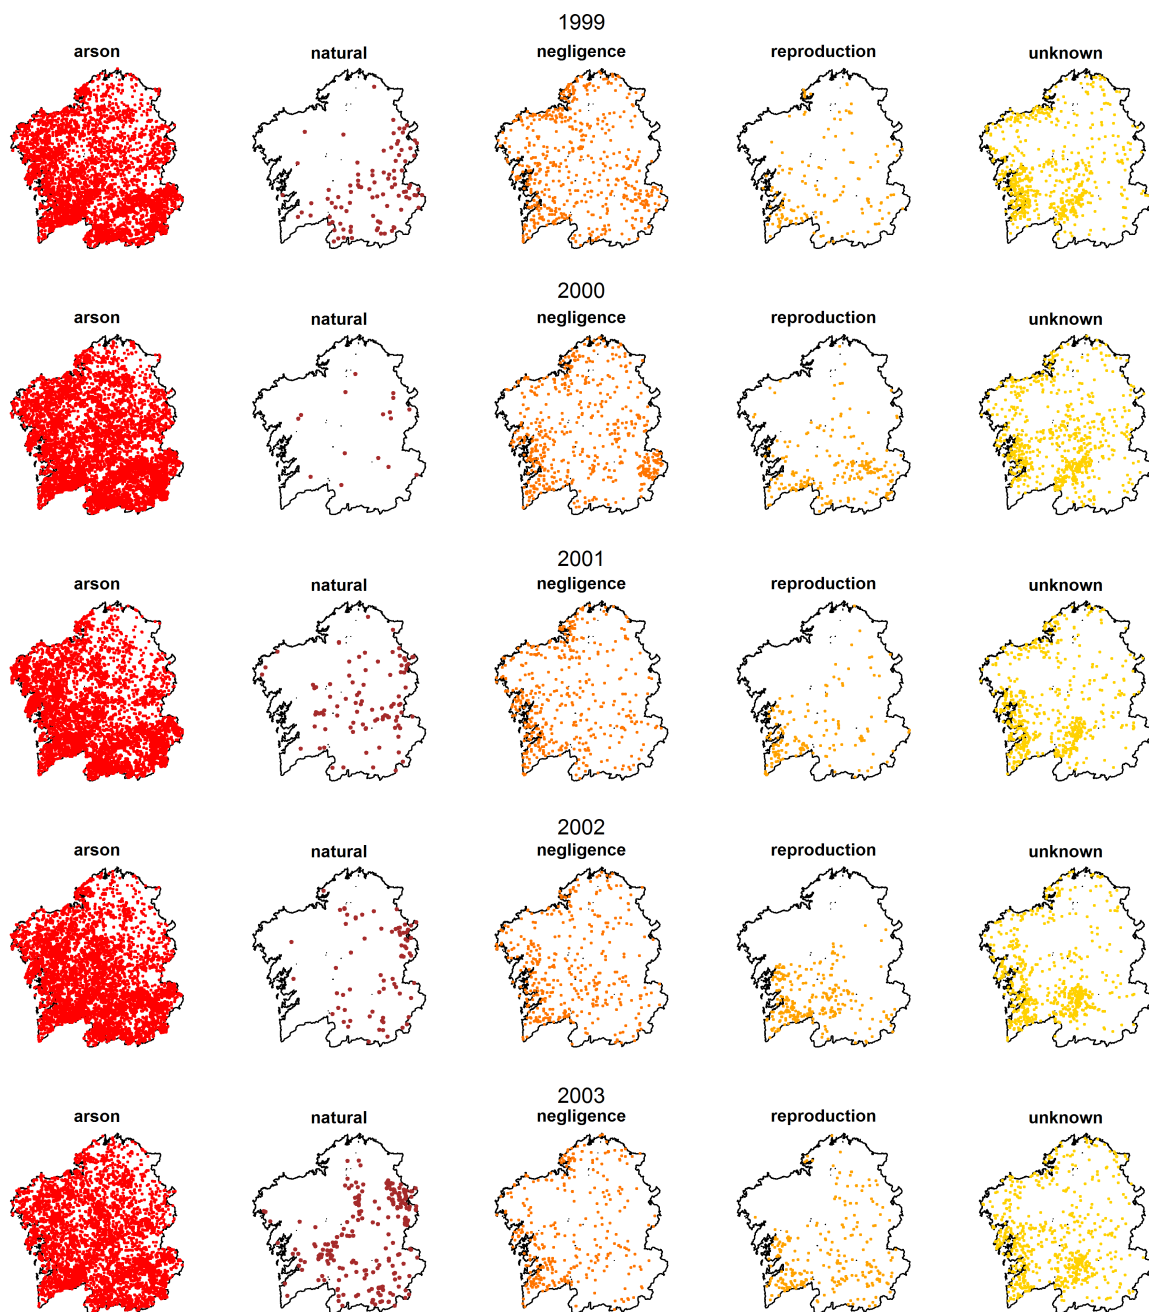 1999
arson natural negligence reproduction unknown
2000
arson natural negligence reproduction unknown
2001
arson natural negligence reproduction unknown
2002
arson natural negligence reproduction unknown
2003
arson natural negligence reproduction unknown